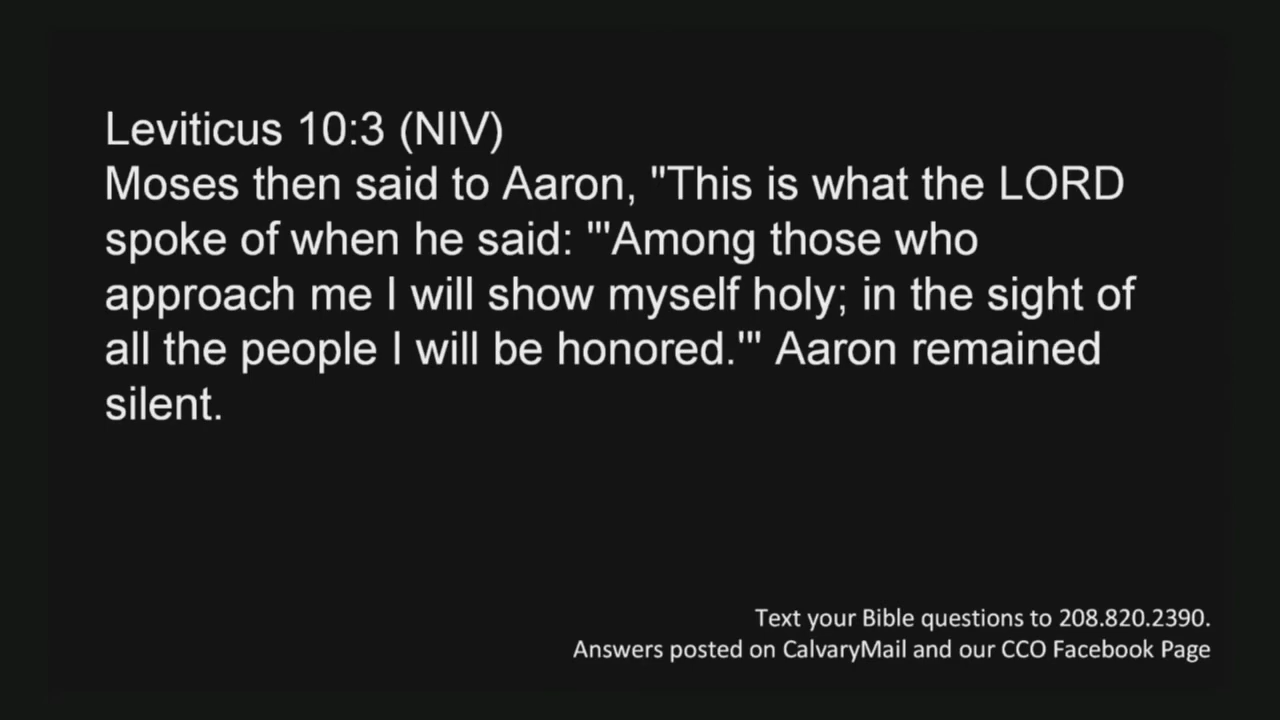 Leviticus 10:3 (NIV)
Moses then said to Aaron, "This is what the LORD
spoke of when he said: "'Among those who
approach me I will show myself holy; in the sight of
all the people I will be honored.'" Aaron remained
silent.
Text your Bible questions to 208.820.2390.
Answers posted on CalvaryMail and our CCO Facebook Page